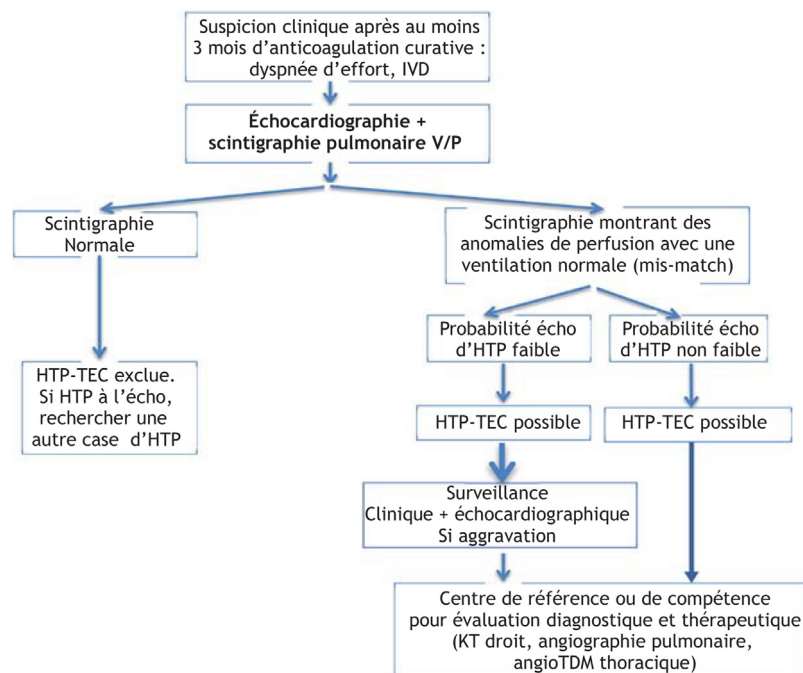 Suspicion clinique après au moins
3 mois d’anticoagulation curative :
dyspnée d’effort, IVD
Échocardiographie +
scintigraphie pulmonaire V/P
Scintigraphie
Normale
Scintigraphie montrant des
anomalies de perfusion avec une
ventilation normale (mis-match)
Probabilité écho
d’HTP faible
Probabilité écho
d’HTP non faible
HTP-TEC exclue.
Si HTP à l’écho,
rechercher une
autre case d’HTP
HTP-TEC possible
HTP-TEC possible
Surveillance
Clinique + échocardiographique
Si aggravation
Centre de référence ou de compétence
pour évaluation diagnostique et thérapeutique
(KT droit, angiographie pulmonaire,
angioTDM thoracique)